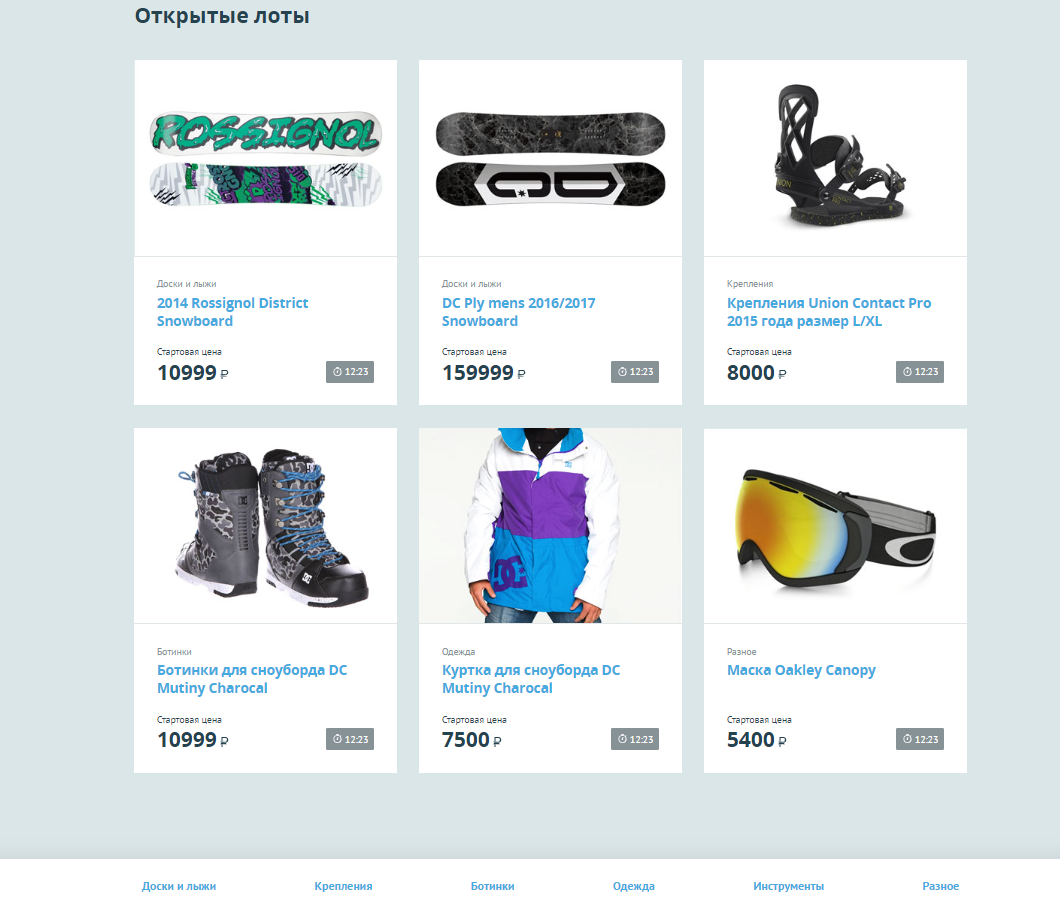 Открытые лоты
ROSSIGNOL
Доски и лыжи
2014 Rossignol District
Snowboard
Стартовая цена
10999 ₽
12:23
Доски и лыжи
DC Ply mens 2016/2017
Snowboard
Стартовая цена
159999 ₽
12:23
Крепления
Крепления Union Contact Pro
2015 года размер L/XL
Стартовая цена
8000 ₽
12:23
Ботинки
Ботинки для сноуборда DC
Mutiny Charocal
Стартовая цена
10999 ₽
12:23
Одежда
Куртка для сноуборда DC
Mutiny Charocal
Стартовая цена
7500 ₽
12:23
Разное
Маска Oakley Canopy
Стартовая цена
5400 ₽
12:23
Доски и лыжи Крепления Ботинки Одежда Инструменты Разное